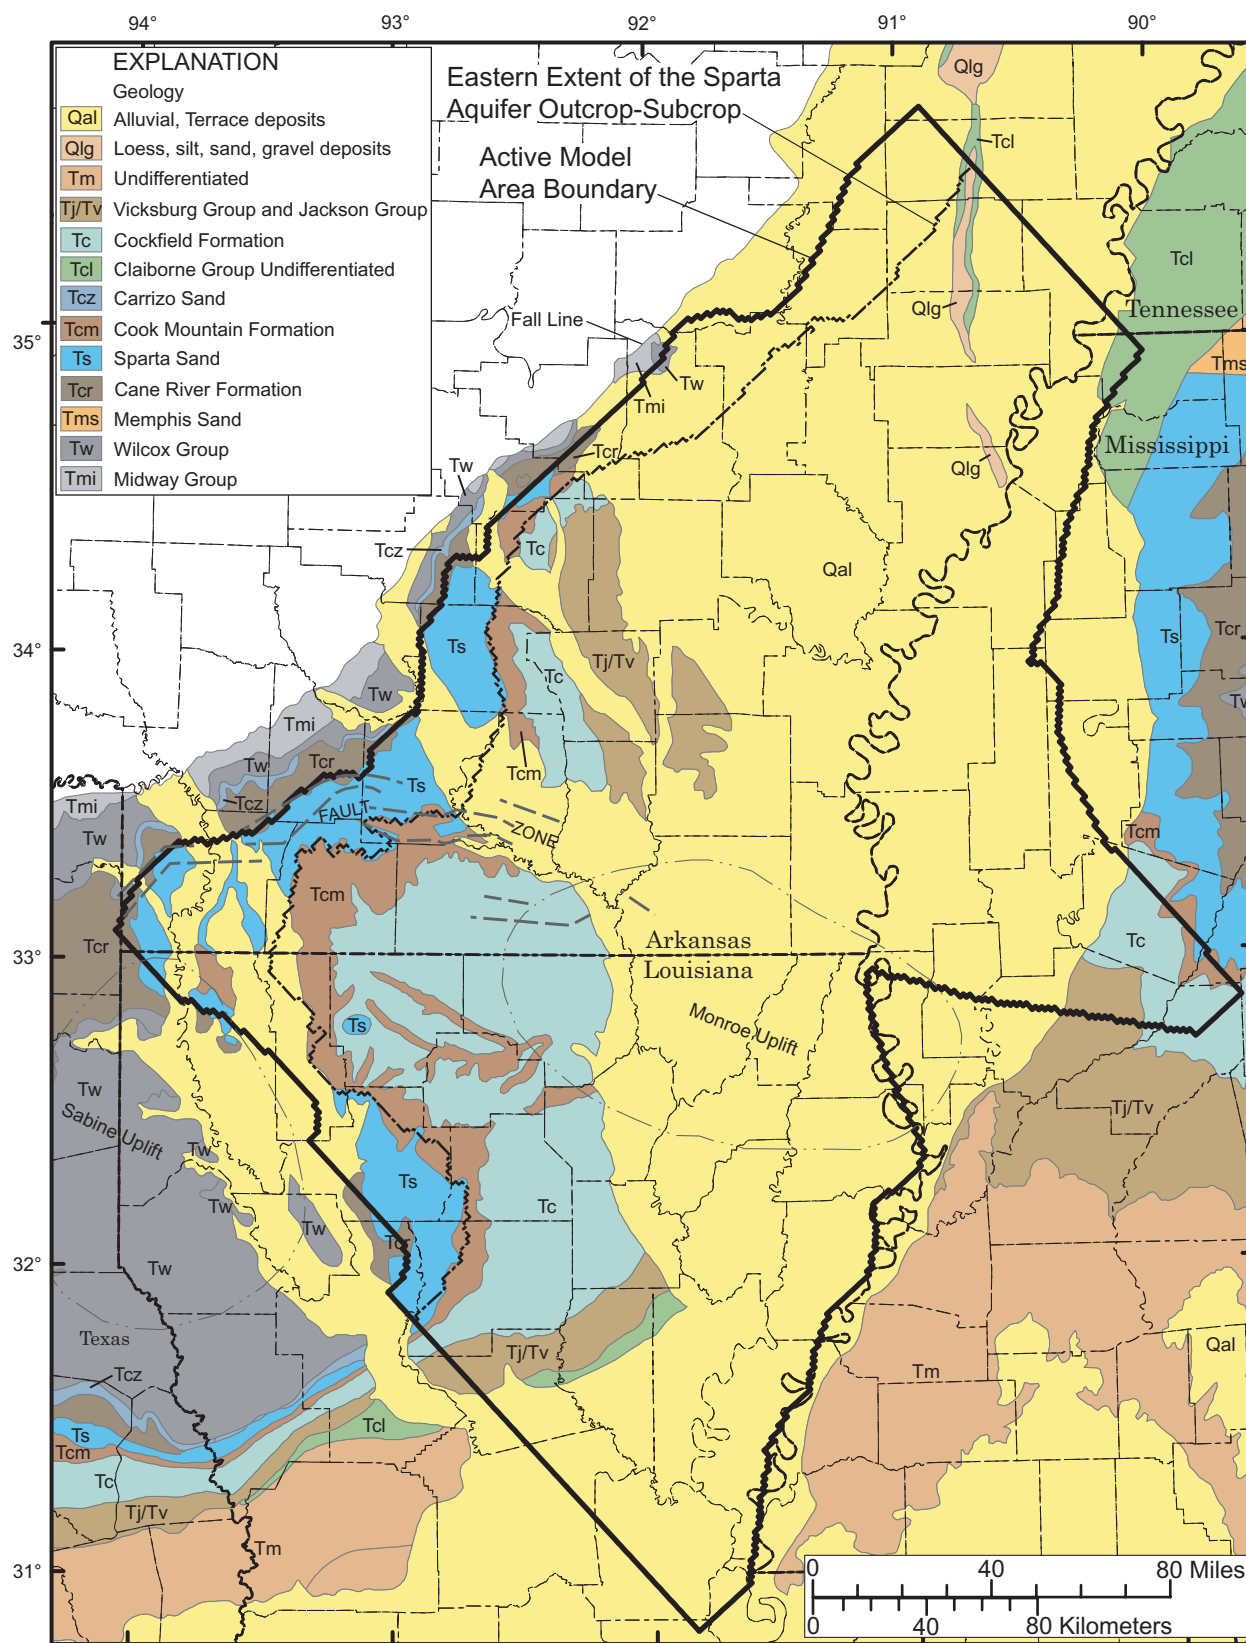 94°
93°
92°
91°
90°
EXPLANATION
Geology
Qal Alluvial, Terrace deposits
Qlg Loess, silt, sand, gravel deposits
Tm Undifferentiated
Tj/Tv Vicksburg Group and Jackson Group
Tc Cockfield Formation
Tcl Claiborne Group Undifferentiated
Tcz Carrizo Sand
Tcm Cook Mountain Formation
Ts Sparta Sand
Tcr Cane River Formation
Tms Memphis Sand
Tw Wilcox Group
Tmi Midway Group
Eastern Extent of the Sparta
Aquifer Outcrop-Subcrop
Active Model
Area Boundary
Qlg
Tcl
Tcl
Qlg
Tennessee
Fall Line
35°
Tms
Tw
Tmi
Mississippi
Tcr
Tw
Qlg
Tcz
Tc
Qal
34°
Ts
Tj/Tv
Tc
Ts
Tcr
Tw
Tw
Tmi
Tw
Tcr
Tcm
Ts
Tcz
Tmi
FAULT
ZONE
Tw
Tcm
Tcm
33°
Tcr
Arkansas
Louisiana
Tc
Ts
Monroe Uplift
Tw
Sabine Uplift
Tw
Tj/Tv
Ts
Tw
Tw
Tc
Tcr
32°
Tw
Texas
Tj/Tv
Qal
Tcz
Tm
Tcl
Ts
Tcm
Tc
Tj/Tv
Tm
31°
0 40 80 Miles
0 40 80 Kilometers